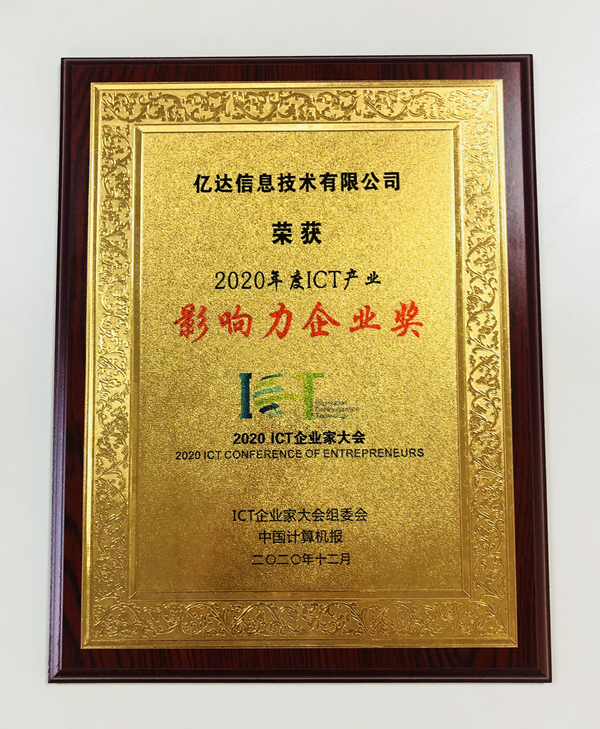 亿达信息技术有限公司
荣获
2020年度ICT产业
影响力企业奖
ICT
Information
Communications
Technology
2020 ICT企业家大会
2020 ICT CONFERENCE OF ENTREPRENEURS
ICT企业家大会组委会
中国计算机报
二〇二〇年十二月